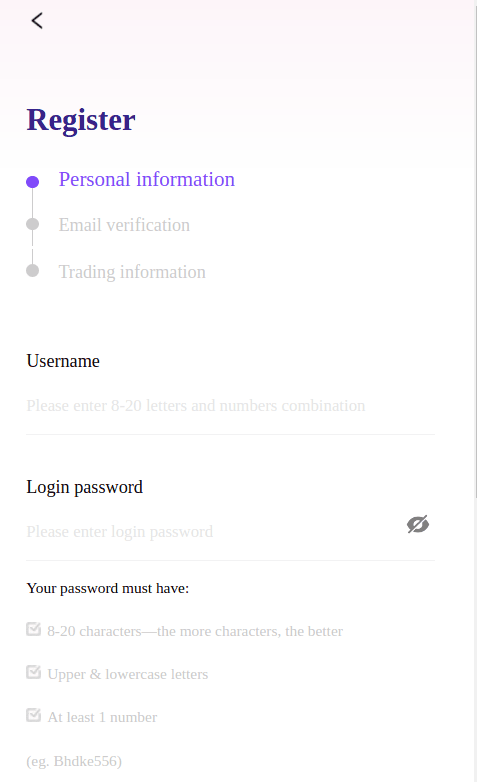 Register
Personal information
Email verification
Trading information
Username
Please enter 8-20 letters and numbers combination
Login password
Please enter login password
Your password must have:
8-20 characters—the more characters, the better
Upper & lowercase letters
At least 1 number
(eg. Bhdke556)